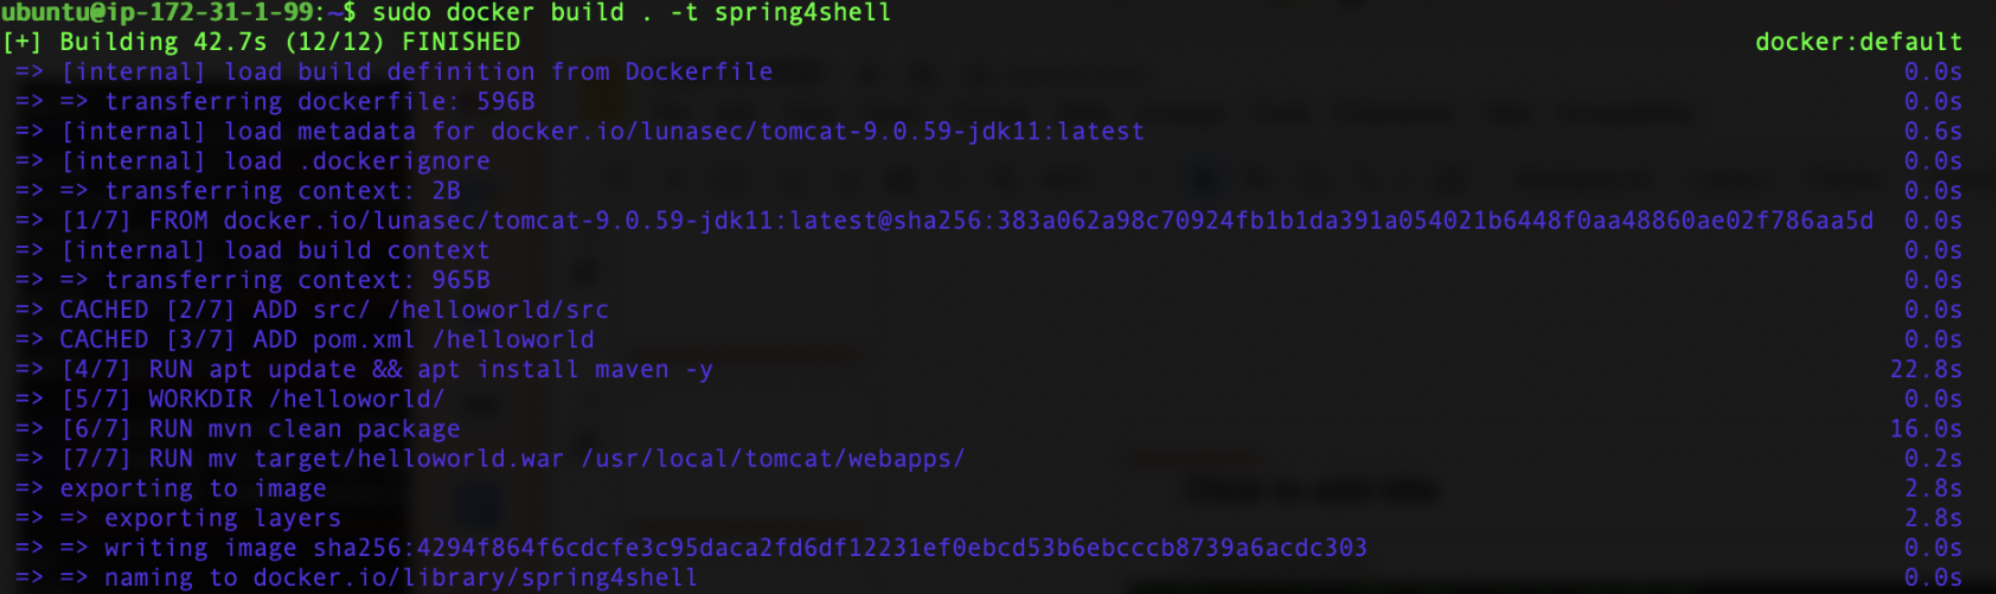 ubuntu@ip-172-31-1-99:~$ sudo docker build . -t spring4shell
[+] Building 42.7s (12/12) FINISHED docker:default
=> [internal] load build definition from Dockerfile 0.0s
=> => transferring dockerfile: 596B 0.0s
=> [internal] load metadata for docker.io/lunasec/tomcat-9.0.59-jdk11:latest 0.6s
=> [internal] load .dockerignore 0.0s
=> => transferring context: 2B 0.0s
=> [1/7] FROM docker.io/lunasec/tomcat-9.0.59-jdk11:latest@sha256:383a062a98c70924fb1b1da391a054021b6448f0aa48860ae02f786aa5d 0.0s
=> [internal] load build context 0.0s
=> => transferring context: 965B 0.0s
=> CACHED [2/7] ADD src/ /helloworld/src 0.0s
=> CACHED [3/7] ADD pom.xml /helloworld 0.0s
=> [4/7] RUN apt update && apt install maven -y 22.8s
=> [5/7] WORKDIR /helloworld/ 0.0s
=> [6/7] RUN mvn clean package 16.0s
=> [7/7] RUN mv target/helloworld.war /usr/local/tomcat/webapps/ 0.2s
=> exporting to image 2.8s
=> => exporting layers 2.8s
=> => writing image sha256:4294f864f6cdcfe3c95daca2fd6df12231ef0ebcd53b6ebcccb8739a6acdc303 0.0s
=> => naming to docker.io/library/spring4shell 0.0s